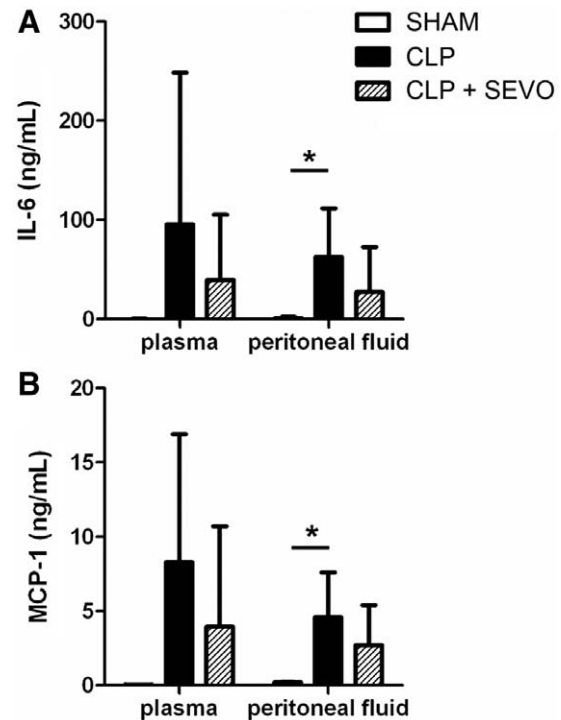 A
300
SHAM
CLP
CLP + SEVO
200
*
100
0
IL-6 (ng/mL)
plasma peritoneal fluid
B
20
15
10
*
5
0
MCP-1 (ng/mL)
plasma peritoneal fluid